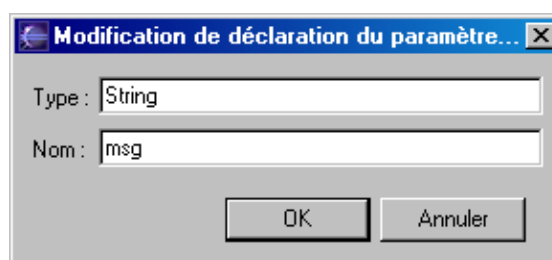 Modification de déclaration du paramètre...
Type : String
Nom : msg
OK Annuler